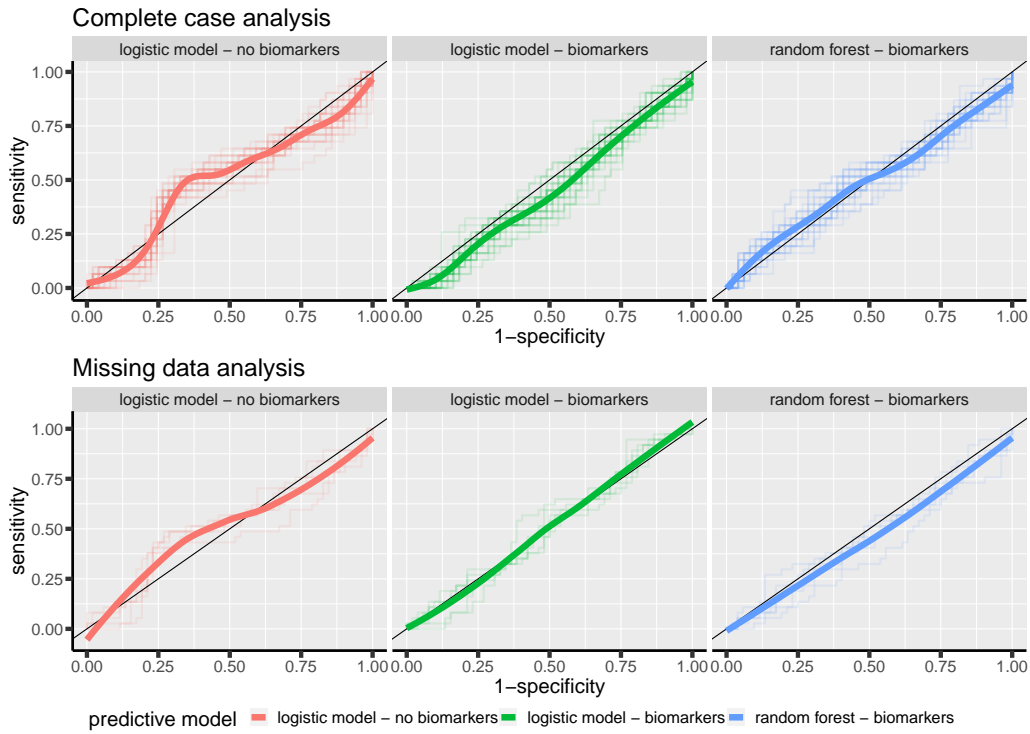 Complete case analysis
logistic model − no biomarkers
logistic model − biomarkers
random forest − biomarkers
1.00
0.75
0.50
0.25
0.00
sensitivity
0.00 0.25 0.50 0.75 1.00
0.00 0.25 0.50 0.75 1.00
0.00 0.25 0.50 0.75 1.00
1−specificity
Missing data analysis
logistic model − no biomarkers
logistic model − biomarkers
random forest − biomarkers
1.00
0.75
0.50
0.25
0.00
sensitivity
0.00 0.25 0.50 0.75 1.00
0.00 0.25 0.50 0.75 1.00
0.00 0.25 0.50 0.75 1.00
1−specificity
predictive model logistic model − no biomarkers logistic model − biomarkers random forest − biomarkers